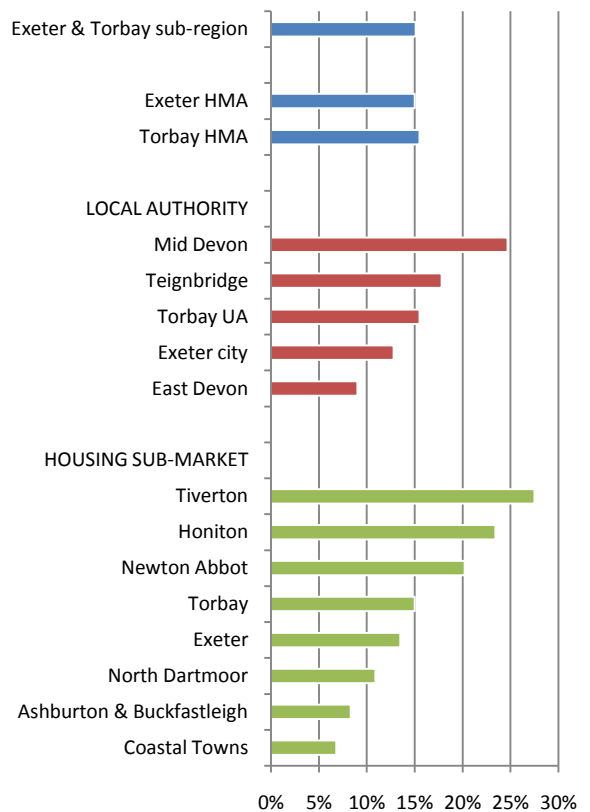 Exeter & Torbay sub-region
Exeter HMA
Torbay HMA
LOCAL AUTHORITY
Mid Devon
Teignbridge
Torbay UA
Exeter city
East Devon
HOUSING SUB-MARKET
Tiverton
Honiton
Newton Abbot
Torbay
Exeter
North Dartmoor
Ashburton & Buckfastleigh
Coastal Towns
0% 5% 10% 15% 20% 25% 30%